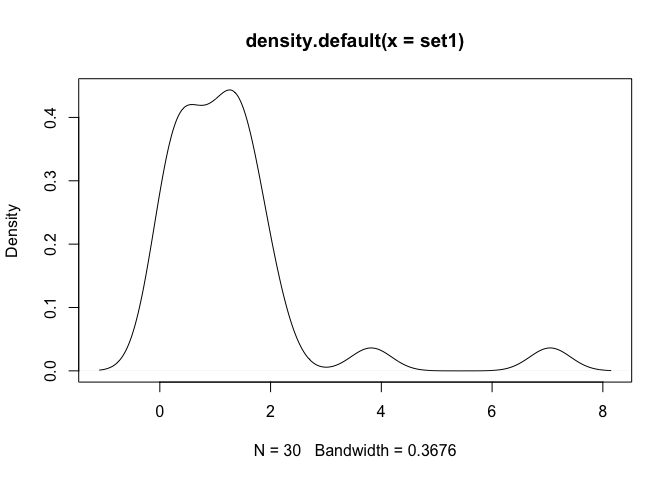 density.default(x = set1)
Density
0.0 0.1 0.2 0.3 0.4
0 2 4 6 8
N = 30 Bandwidth = 0.3676